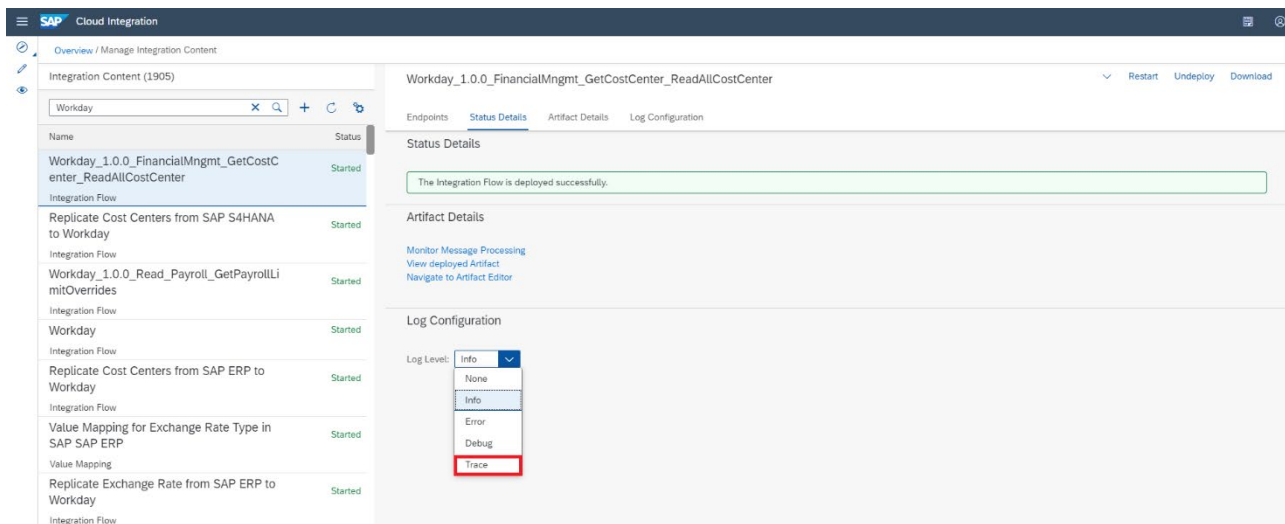 SAP Cloud Integration
Overview / Manage Integration Content
Integration Content (1905)
Workday
Name Status
Workday_1.0.0_FinancialMngmt_GetCostC
enter_ReadAllCostCenter
Started
Integration Flow
Replicate Cost Centers from SAP S4HANA
to Workday
Started
Integration Flow
Workday_1.0.0_Read_Payroll_GetPayrollLi
mitOverrides
Started
Integration Flow
Workday
Started
Integration Flow
Replicate Cost Centers from SAP ERP to
Workday
Started
Integration Flow
Value Mapping for Exchange Rate Type in
SAP SAP ERP
Started
Value Mapping
Replicate Exchange Rate from SAP ERP to
Workday
Started
Integration Flow
Workday_1.0.0_FinancialMngmt_GetCostCenter_ReadAllCostCenter
Restart Undeploy Download
Endpoints Status Details Artifact Details Log Configuration
Status Details
The Integration Flow is deployed successfully.
Artifact Details
Monitor Message Processing
View deployed Artifact
Navigate to Artifact Editor
Log Configuration
Log Level: Info
None
Info
Error
Debug
Trace